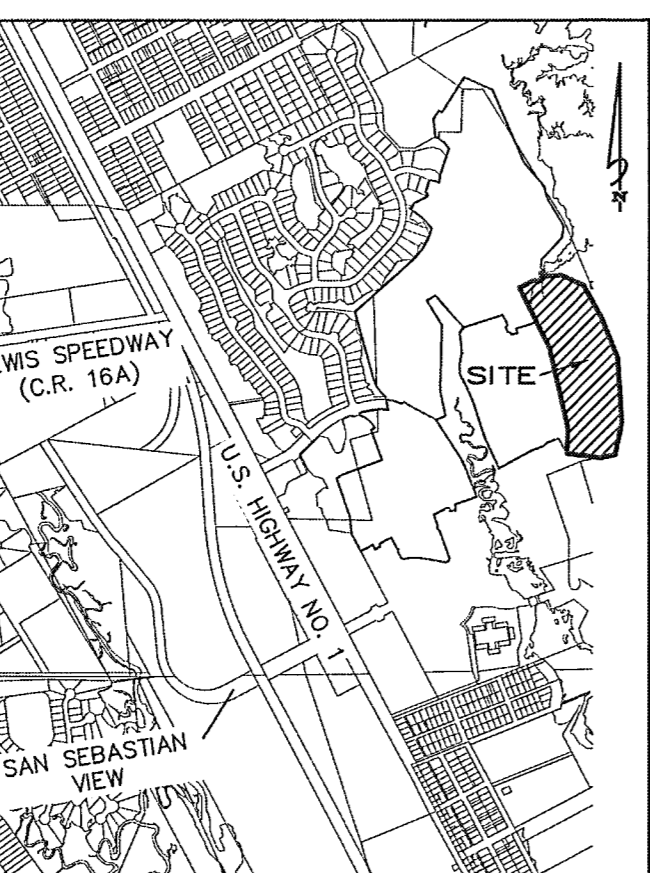 N
WIS SPEEDWAY
(C.R. 16A)
SITE
U.S. HIGHWAY NO. 1
SAN SEBASTIAN
VIEW